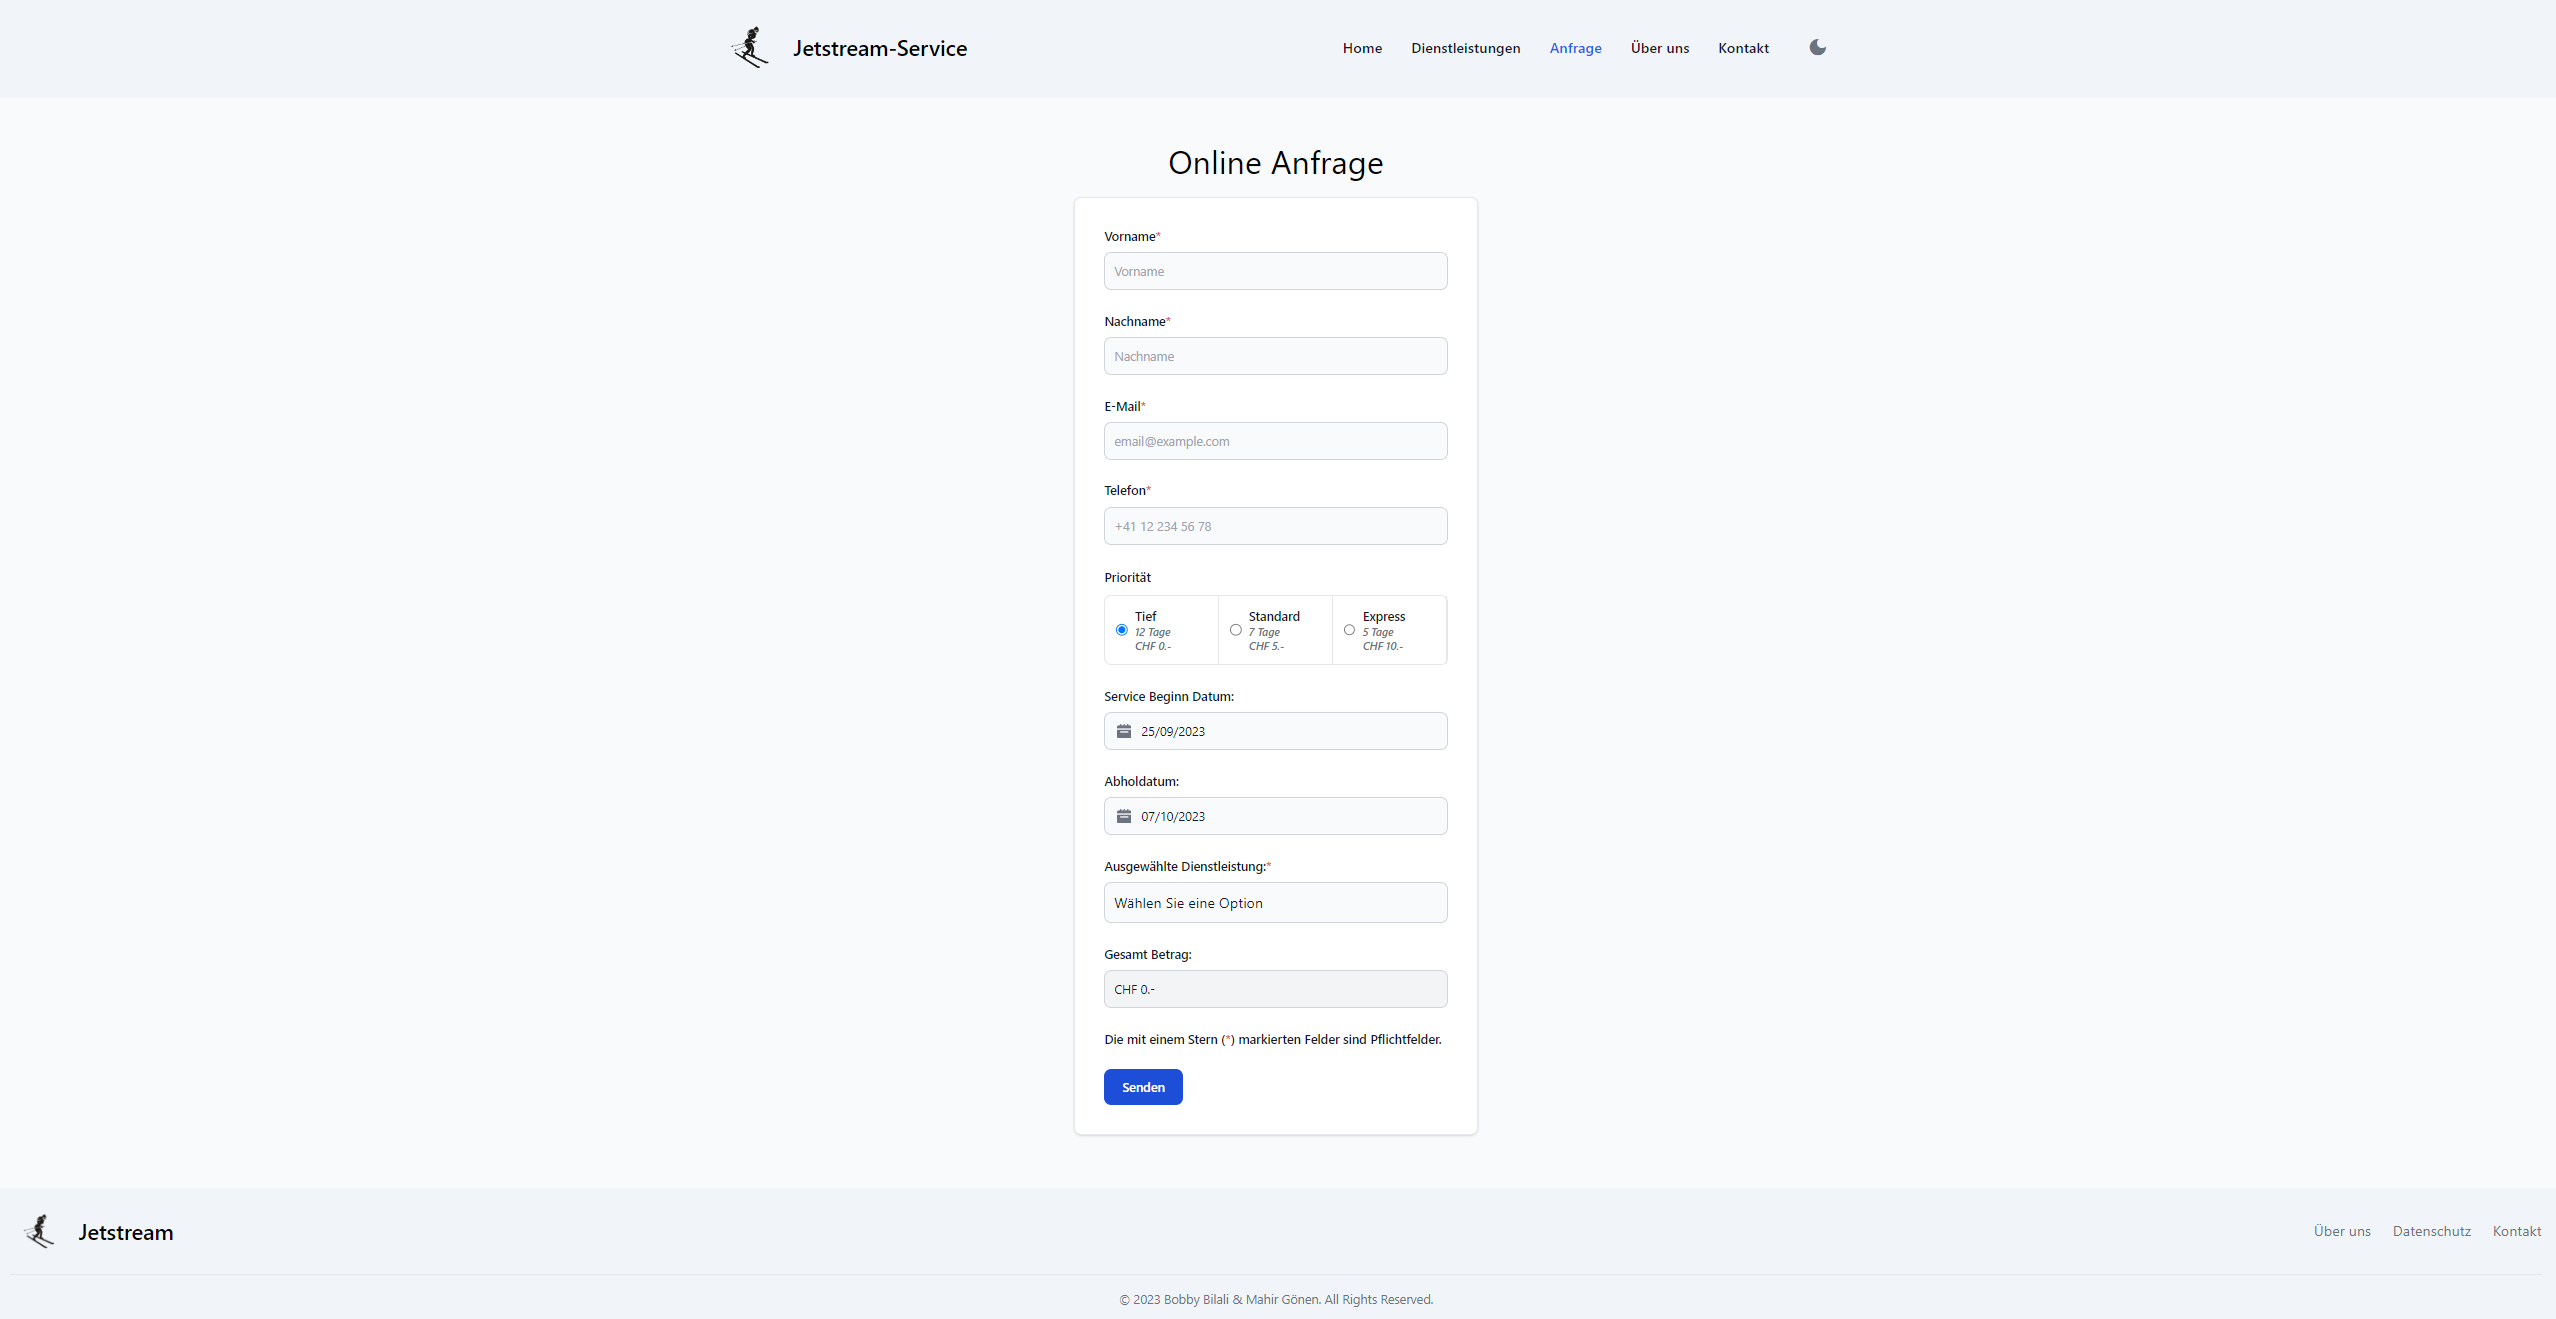 Jetstream-Service
Home Dienstleistungen Anfrage Über uns Kontakt
Online Anfrage
Vorname*
Vorname
Nachname*
Nachname
E-Mail*
email@example.com
Telefon*
+41 12 234 56 78
Priorität
Tief
12 Tage
CHF 0.-
Standard
7 Tage
CHF 5.-
Express
5 Tage
CHF 10.-
Service Beginn Datum:
25/09/2023
Abholdatum:
07/10/2023
Ausgewählte Dienstleistung:*
Wählen Sie eine Option
Gesamt Betrag:
CHF 0.-
Die mit einem Stern (*) markierten Felder sind Pflichtfelder.
Senden
Jetstream
Über uns Datenschutz Kontakt
© 2023 Bobby Bilali & Mahir Gönen. All Rights Reserved.